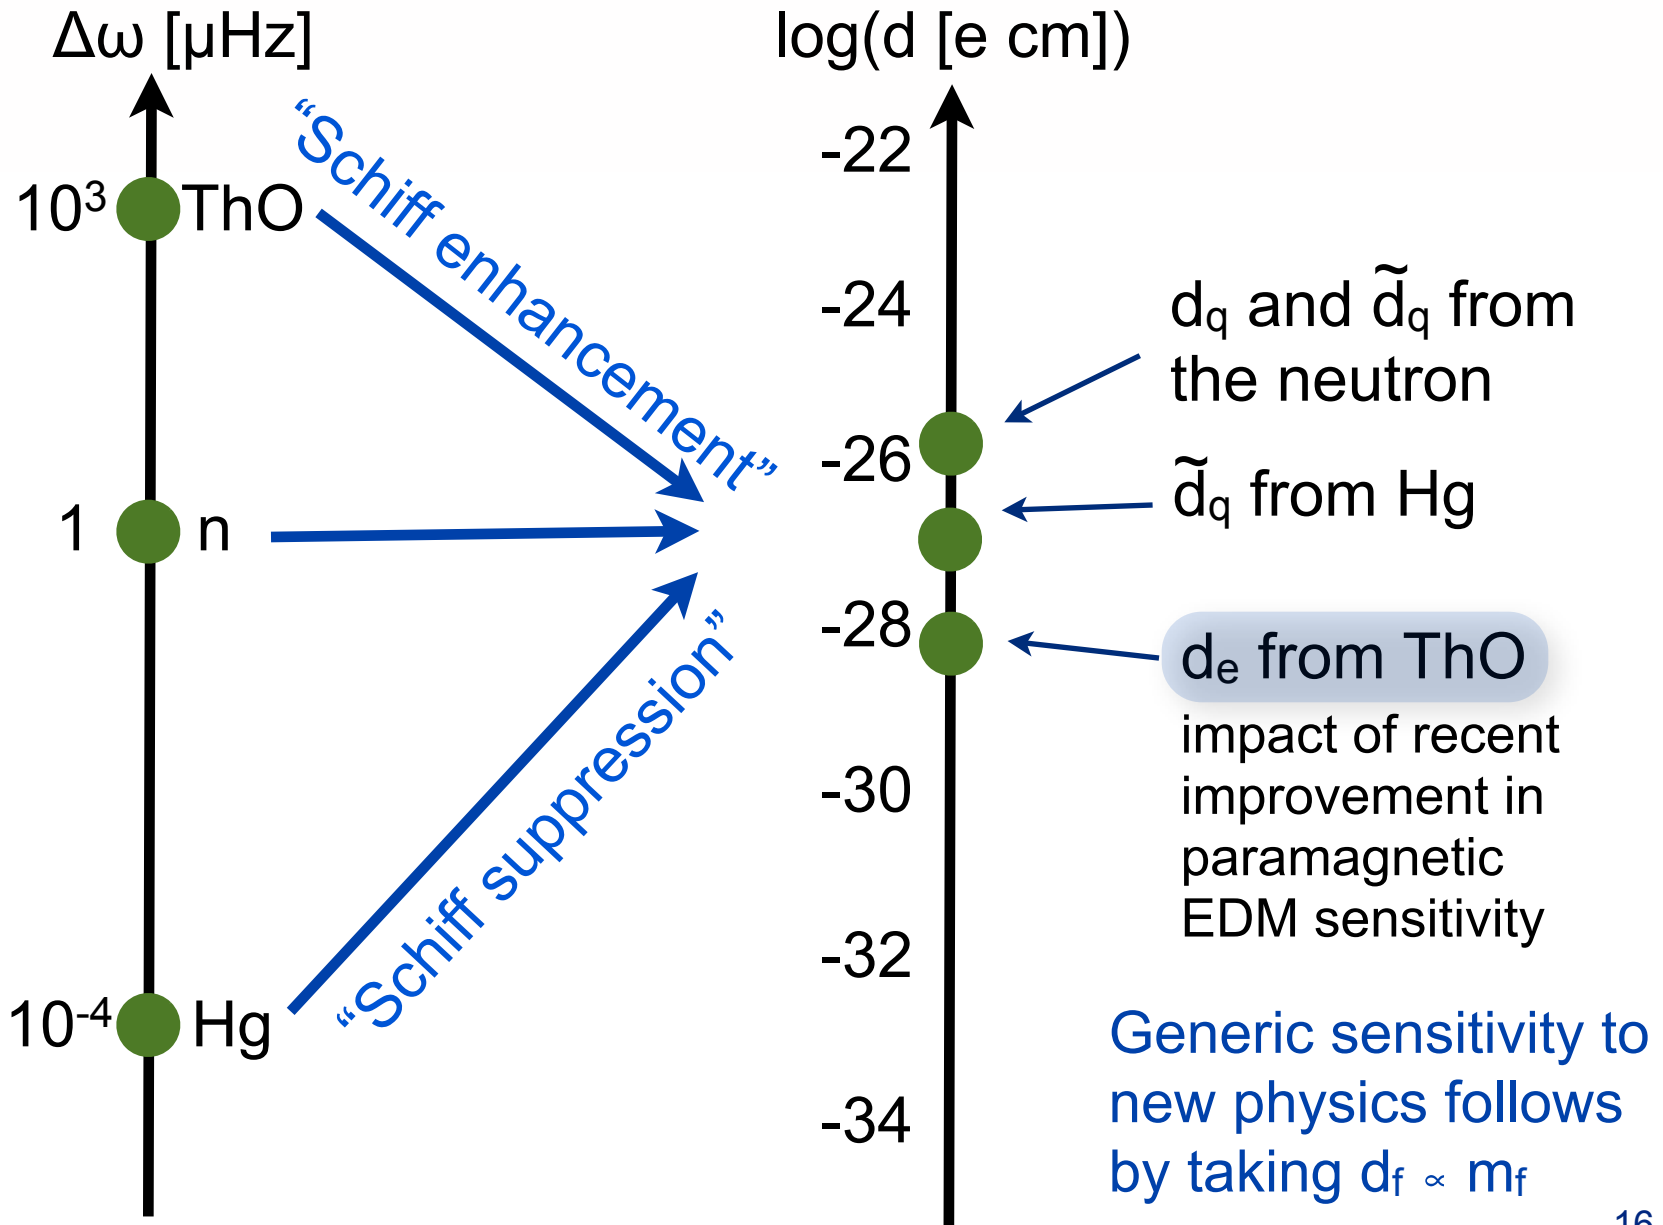 Δω [μHz]
log(d [e cm])
10³ ThO
1 n
10⁻⁴ Hg
“Schiff enhancement”
“Schiff suppression”
-22
-24
-26
-28
-30
-32
-34
d_q and d̃_q from
the neutron
d̃_q from Hg
d_e from ThO
impact of recent
improvement in
paramagnetic
EDM sensitivity
Generic sensitivity to
new physics follows
by taking d_f ∝ m_f
16